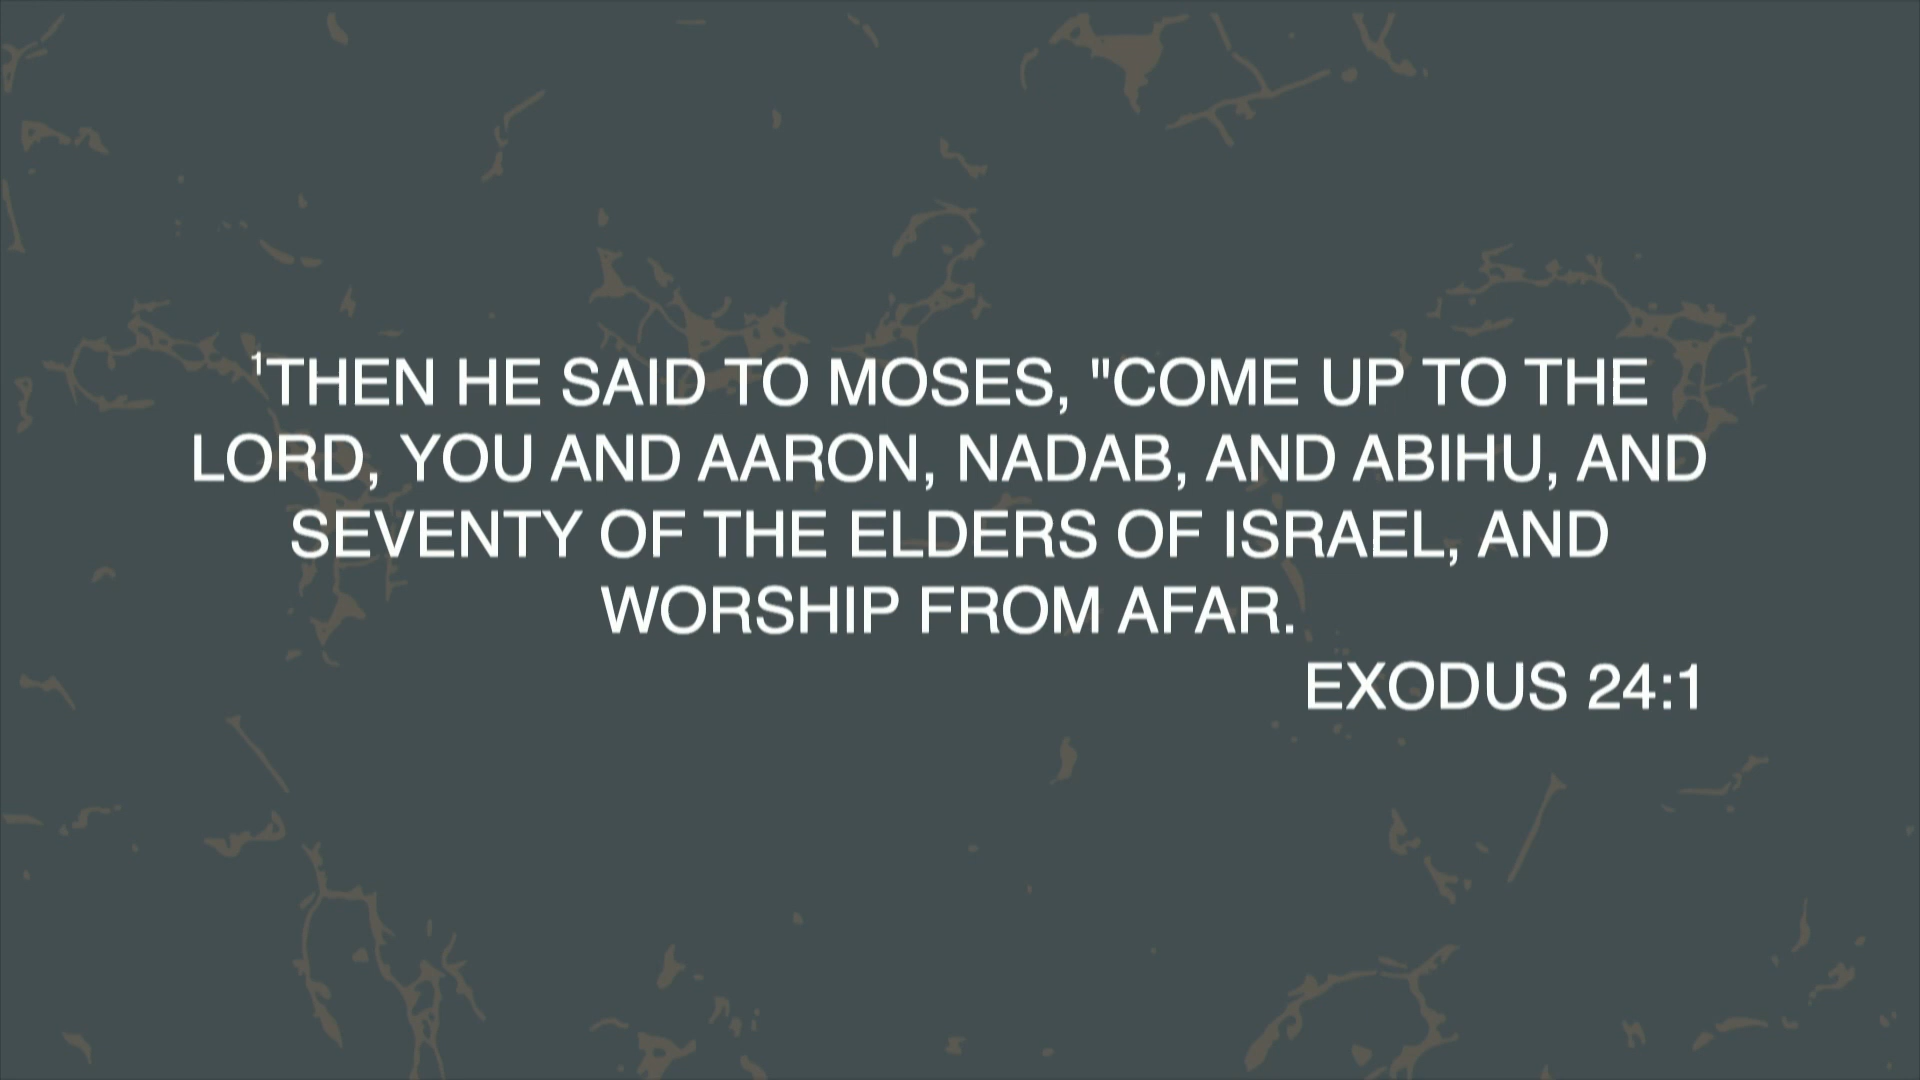 ¹THEN HE SAID TO MOSES, "COME UP TO THE
LORD, YOU AND AARON, NADAB, AND ABIHU, AND
SEVENTY OF THE ELDERS OF ISRAEL, AND
WORSHIP FROM AFAR.
EXODUS 24:1